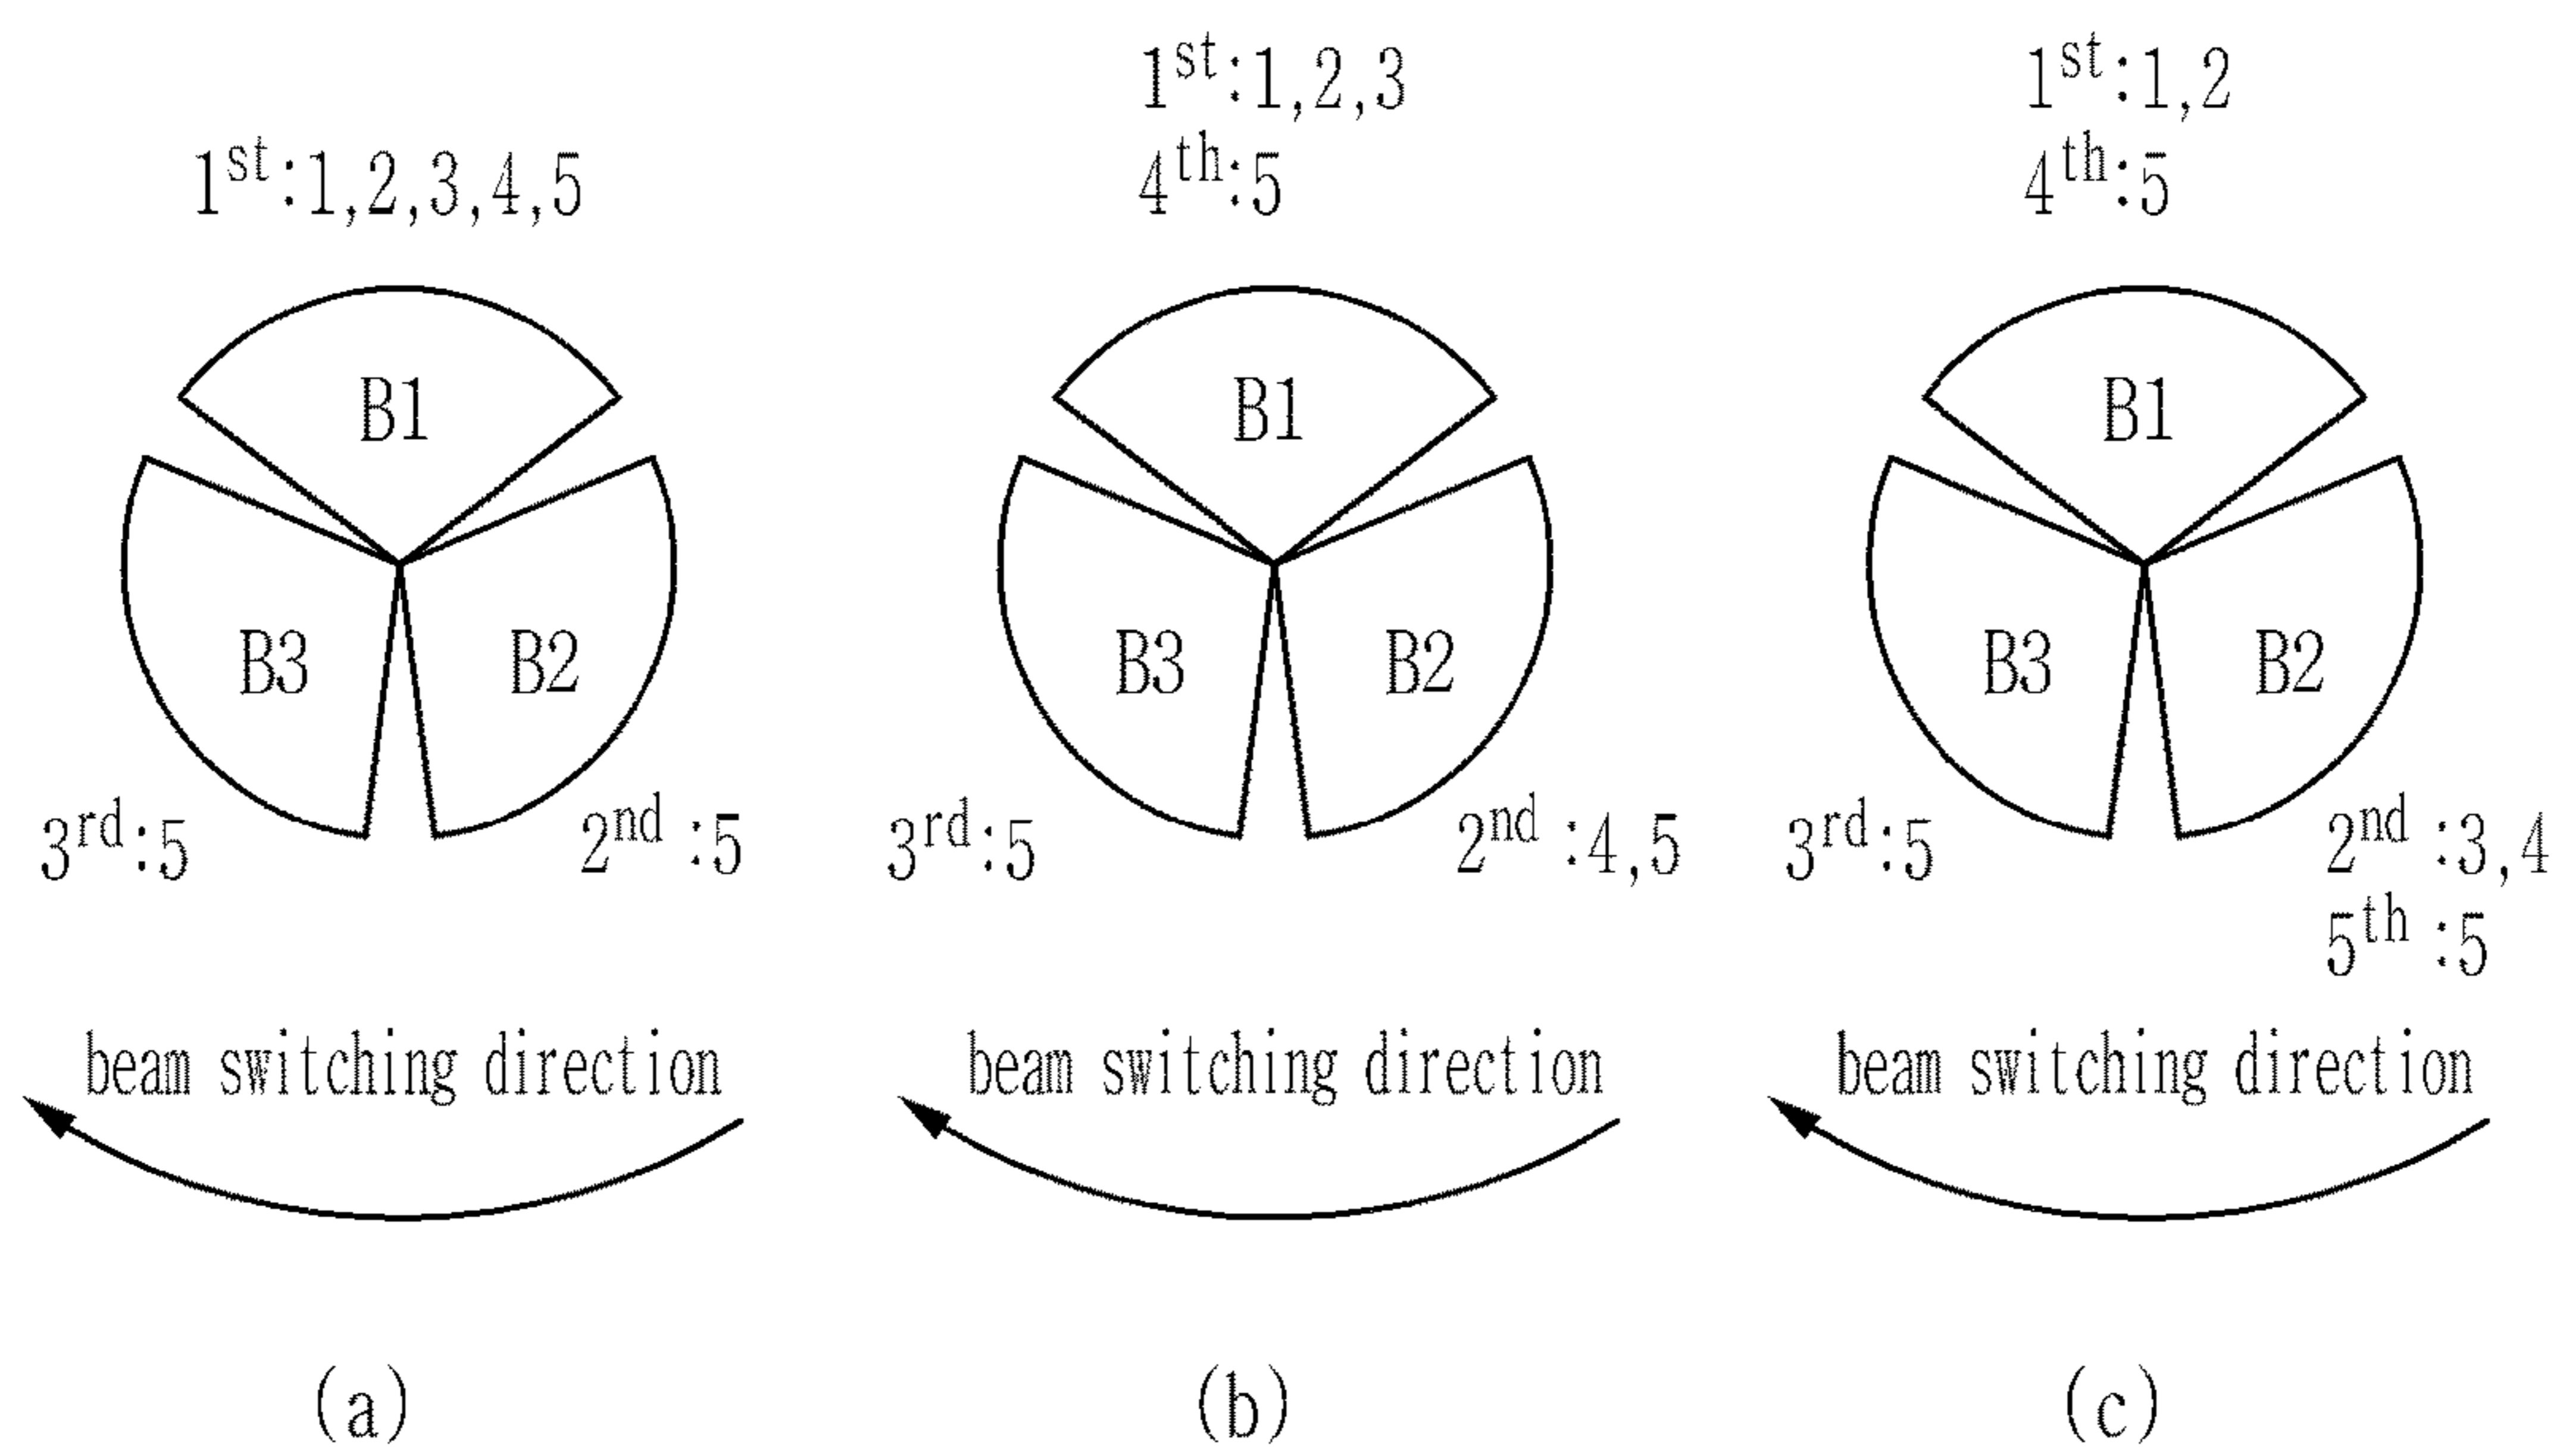 1st:1,2,3,4,5
B1
B3
B2
3rd:5
2nd :5
beam switching direction
(a)
1st:1,2,3
4th:5
B1
B3
B2
3rd:5
2nd :4,5
beam switching direction
(b)
1st:1,2
4th:5
B1
B3
B2
3rd:5
2nd :3,4
5th :5
beam switching direction
(c)